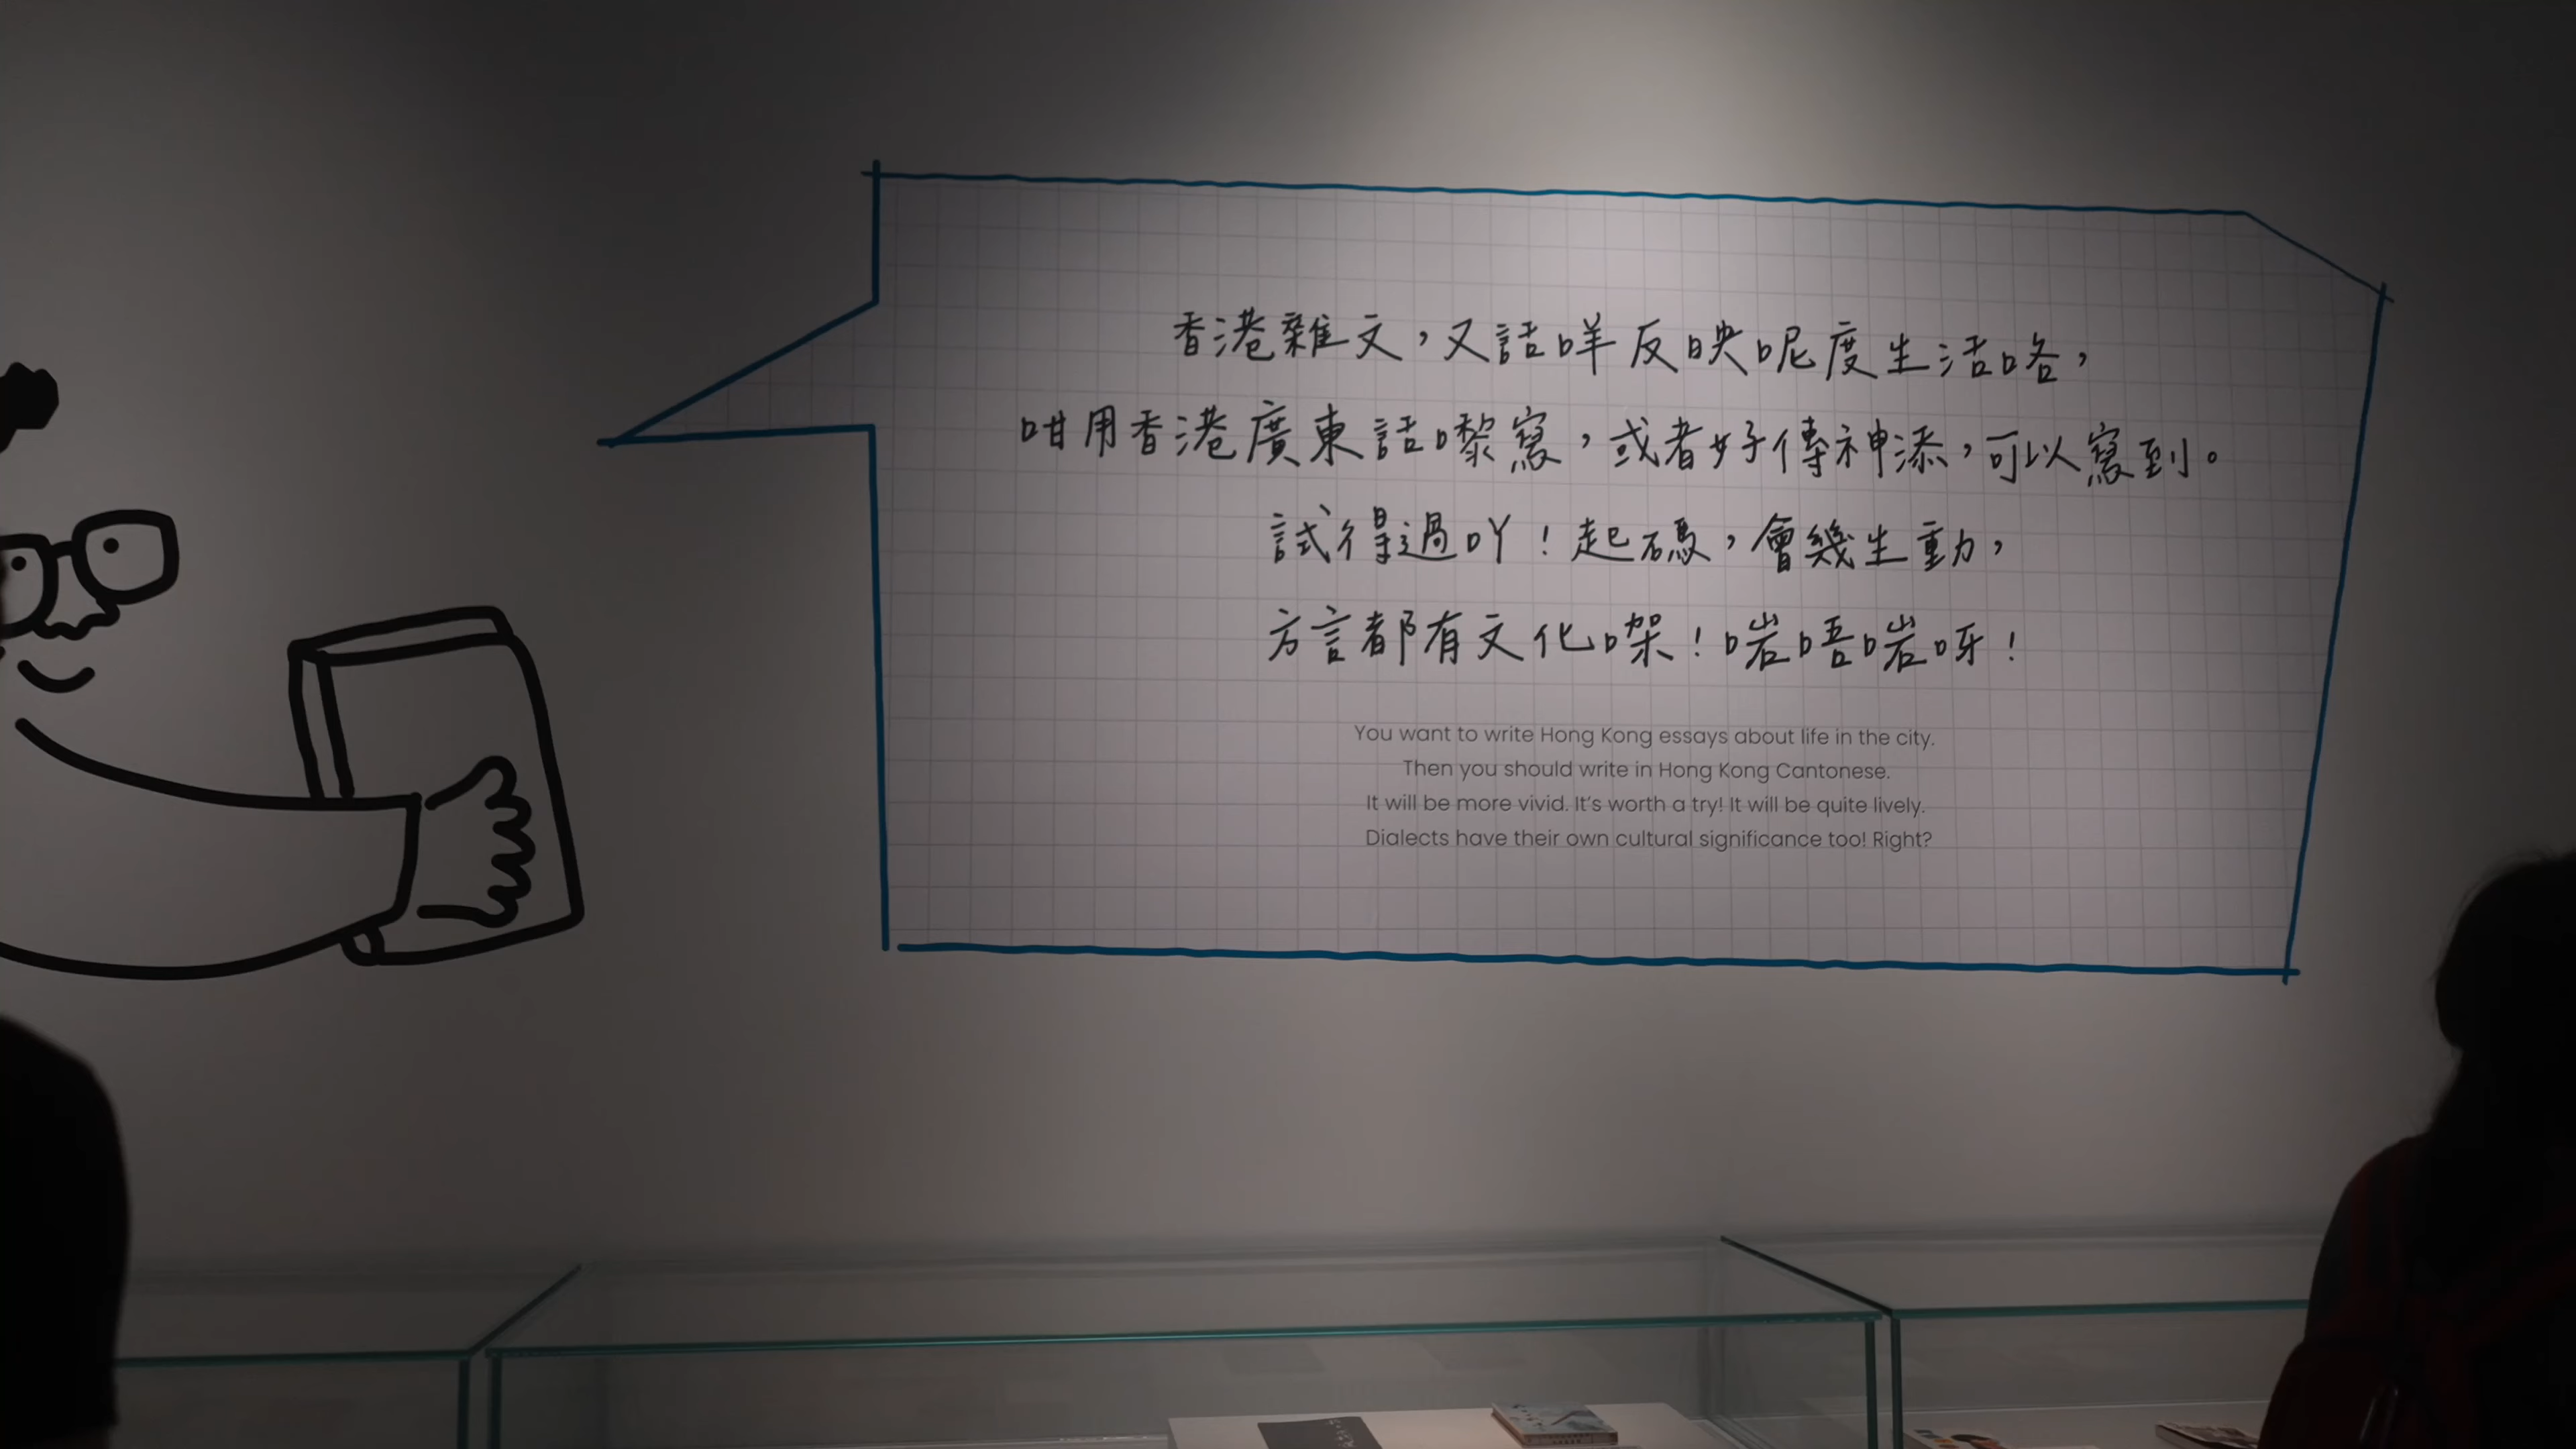 香港雜文，又話咩反映呢度生活咯，
咁用香港廣東話嚟寫，或者好傳神添，可以寫到。
試得過吖！起碼，會幾生動，
方言都有文化㗎！啱唔啱呀！
You want to write Hong Kong essays about life in the city.
Then you should write in Hong Kong Cantonese.
It will be more vivid. It's worth a try! It will be quite lively.
Dialects have their own cultural significance too! Right?